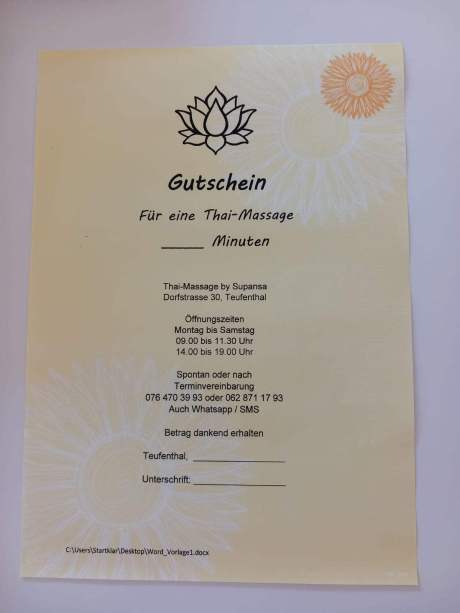 Gutschein
Für eine Thai-Massage
_____ Minuten
Thai-Massage by Supansa
Dorfstrasse 30, Teufenthal
Öffnungszeiten
Montag bis Samstag
09.00 bis 11.30 Uhr
14.00 bis 19.00 Uhr
Spontan oder nach
Terminvereinbarung
076 470 39 93 oder 062 871 17 93
Auch Whatsapp / SMS
Betrag dankend erhalten
Teufenthal, _________________
Unterschrift: _________________
C:\Users\Startklar\Desktop\Word_Vorlage1.docx